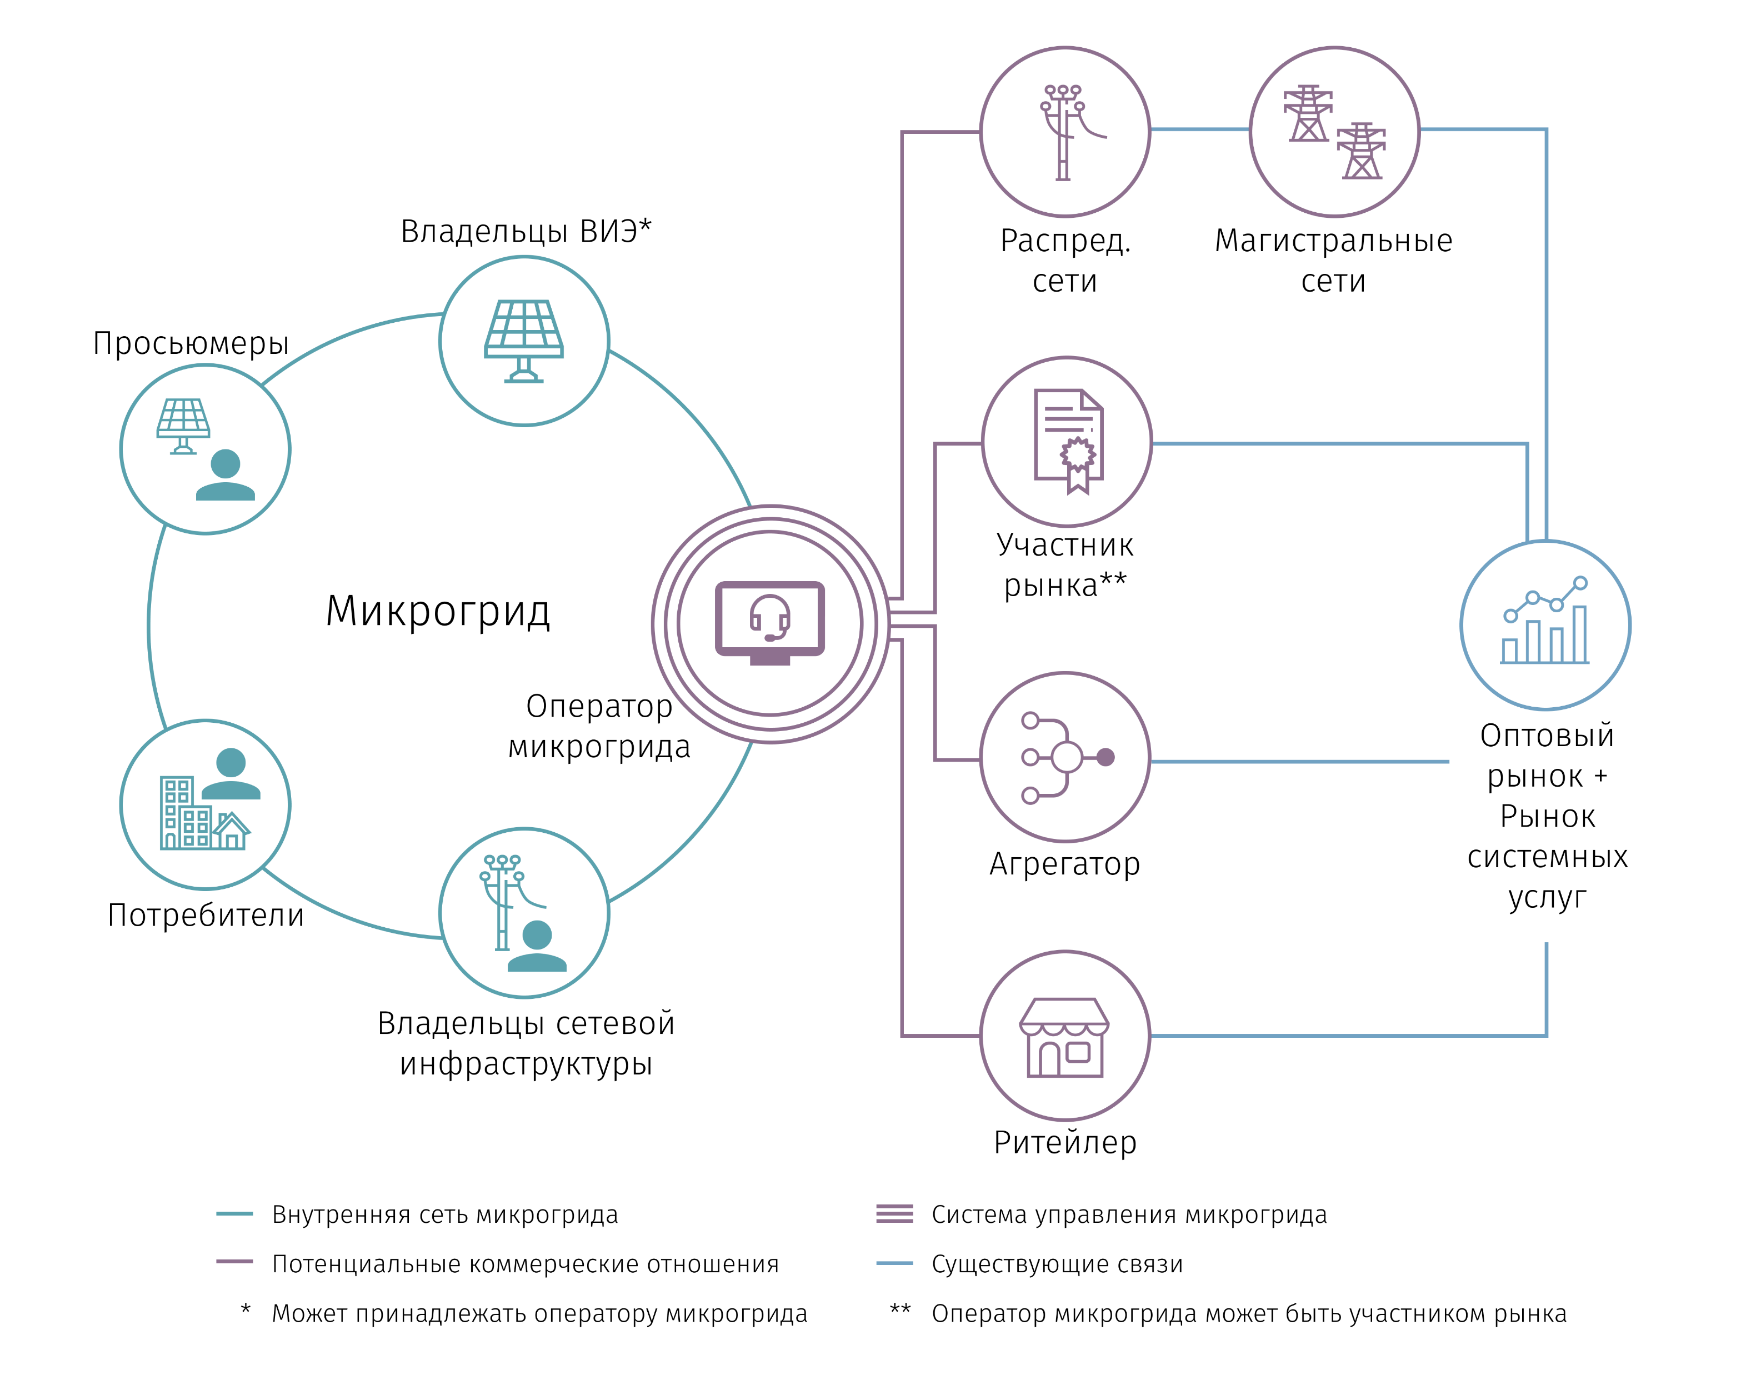 Распред.
сети
Магистральные
сети
Владельцы ВИЭ*
Просьюмеры
Участник
рынка**
Микрогрид
Оператор
микрогрида
Оптовый
рынок +
Рынок
системных
услуг
Агрегатор
Потребители
Владельцы сетевой
инфраструктуры
Ритейлер
Внутренняя сеть микрогрида
Система управления микрогрида
Потенциальные коммерческие отношения
Существующие связи
* Может принадлежать оператору микрогрида
** Оператор микрогрида может быть участником рынка